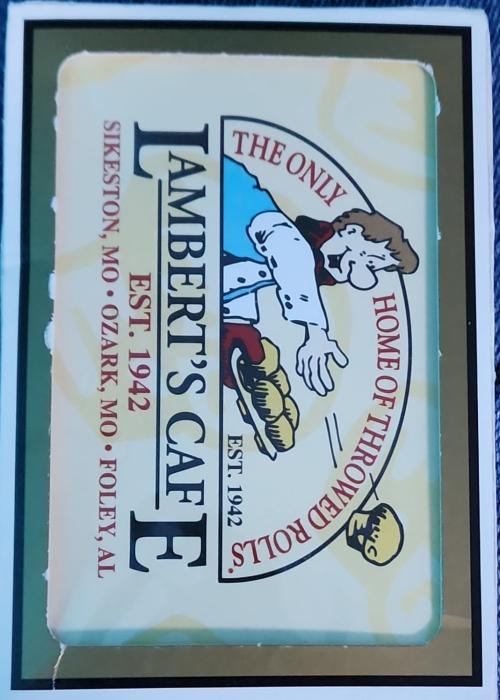 THE ONLY
HOME OF THROWED ROLLS
EST. 1942
LAMBERT'S CAFE
EST. 1942
SIKESTON, MO • OZARK, MO • FOLEY, AL